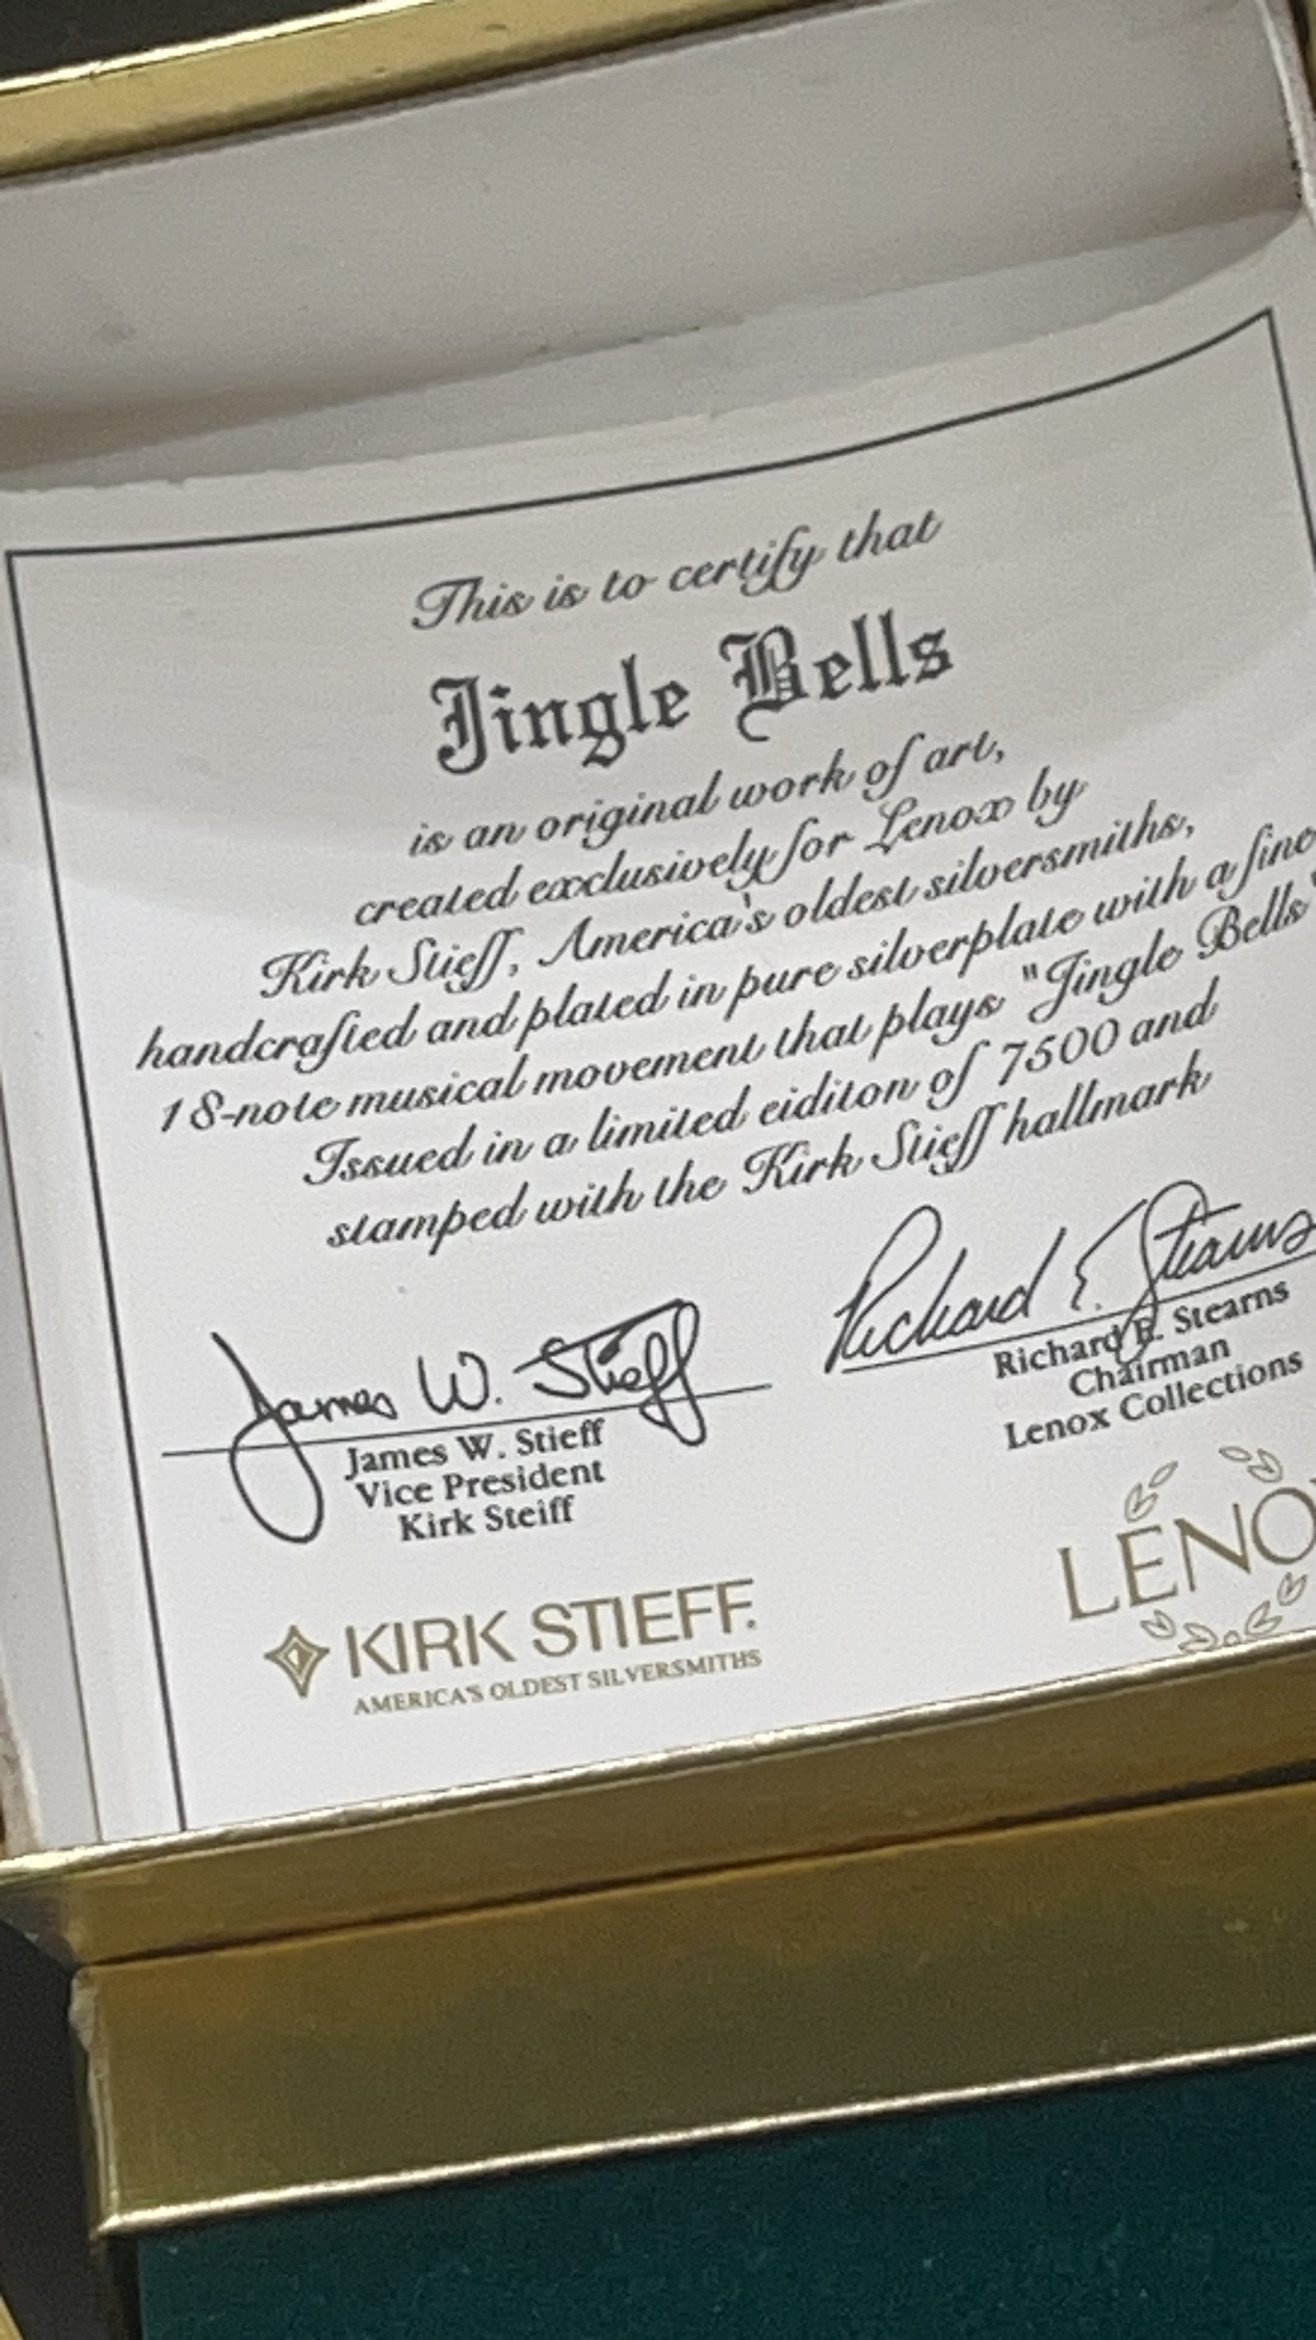 This is to certify that
Jingle Bells
is an original work of art,
created exclusively for Lenox by
Kirk Stieff, America's oldest silversmiths,
handcrafted and plated in pure silverplate with a fine
18-note musical movement that plays "Jingle Bells"
Issued in a limited eiditon of 7500 and
stamped with the Kirk Stieff hallmark
James W. Stieff
James W. Stieff
Vice President
Kirk Steiff
Richard E. Stearns
Richard E. Stearns
Chairman
Lenox Collections
KIRK STIEFF.
AMERICA'S OLDEST SILVERSMITHS
LENO